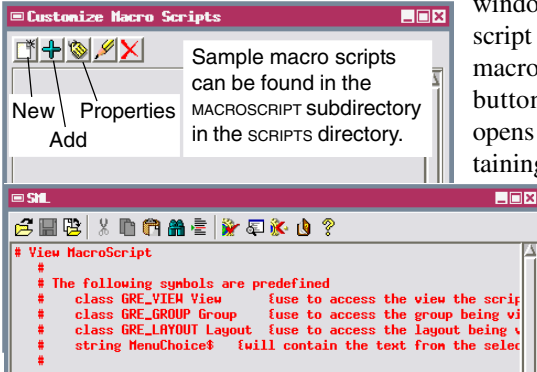 Customize Macro Scripts
Sample macro scripts
can be found in the
MACROSCRIPT subdirectory
in the SCRIPTS directory.
New
Properties
Add
window
script
macro
button
opens
taining
SML
# View MacroScript
#
# The following symbols are predefined
# class GRE_VIEW View {use to access the view the scrip
# class GRE_GROUP Group {use to access the group being vi
# class GRE_LAYOUT Layout {use to access the layout being v
# string MenuChoice$ {will contain the text from the selec
#